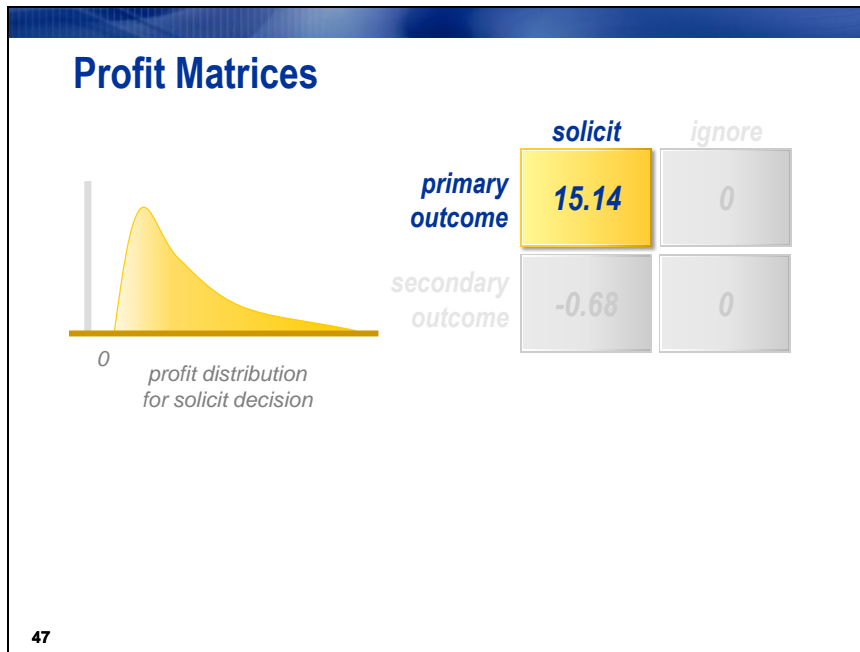 Profit Matrices
solicit ignore
primary
outcome
15.14 0
secondary
outcome
-0.68 0
0
profit distribution
for solicit decision
47